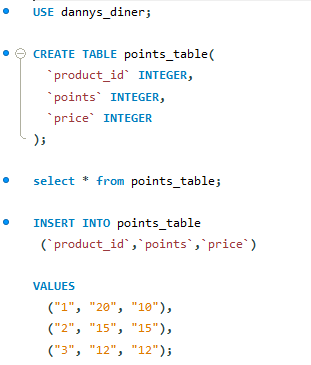 USE dannys_diner;
CREATE TABLE points_table(
`product_id` INTEGER,
`points` INTEGER,
`price` INTEGER
);
select * from points_table;
INSERT INTO points_table
(`product_id`,`points`,`price`)
VALUES
("1", "20", "10"),
("2", "15", "15"),
("3", "12", "12");